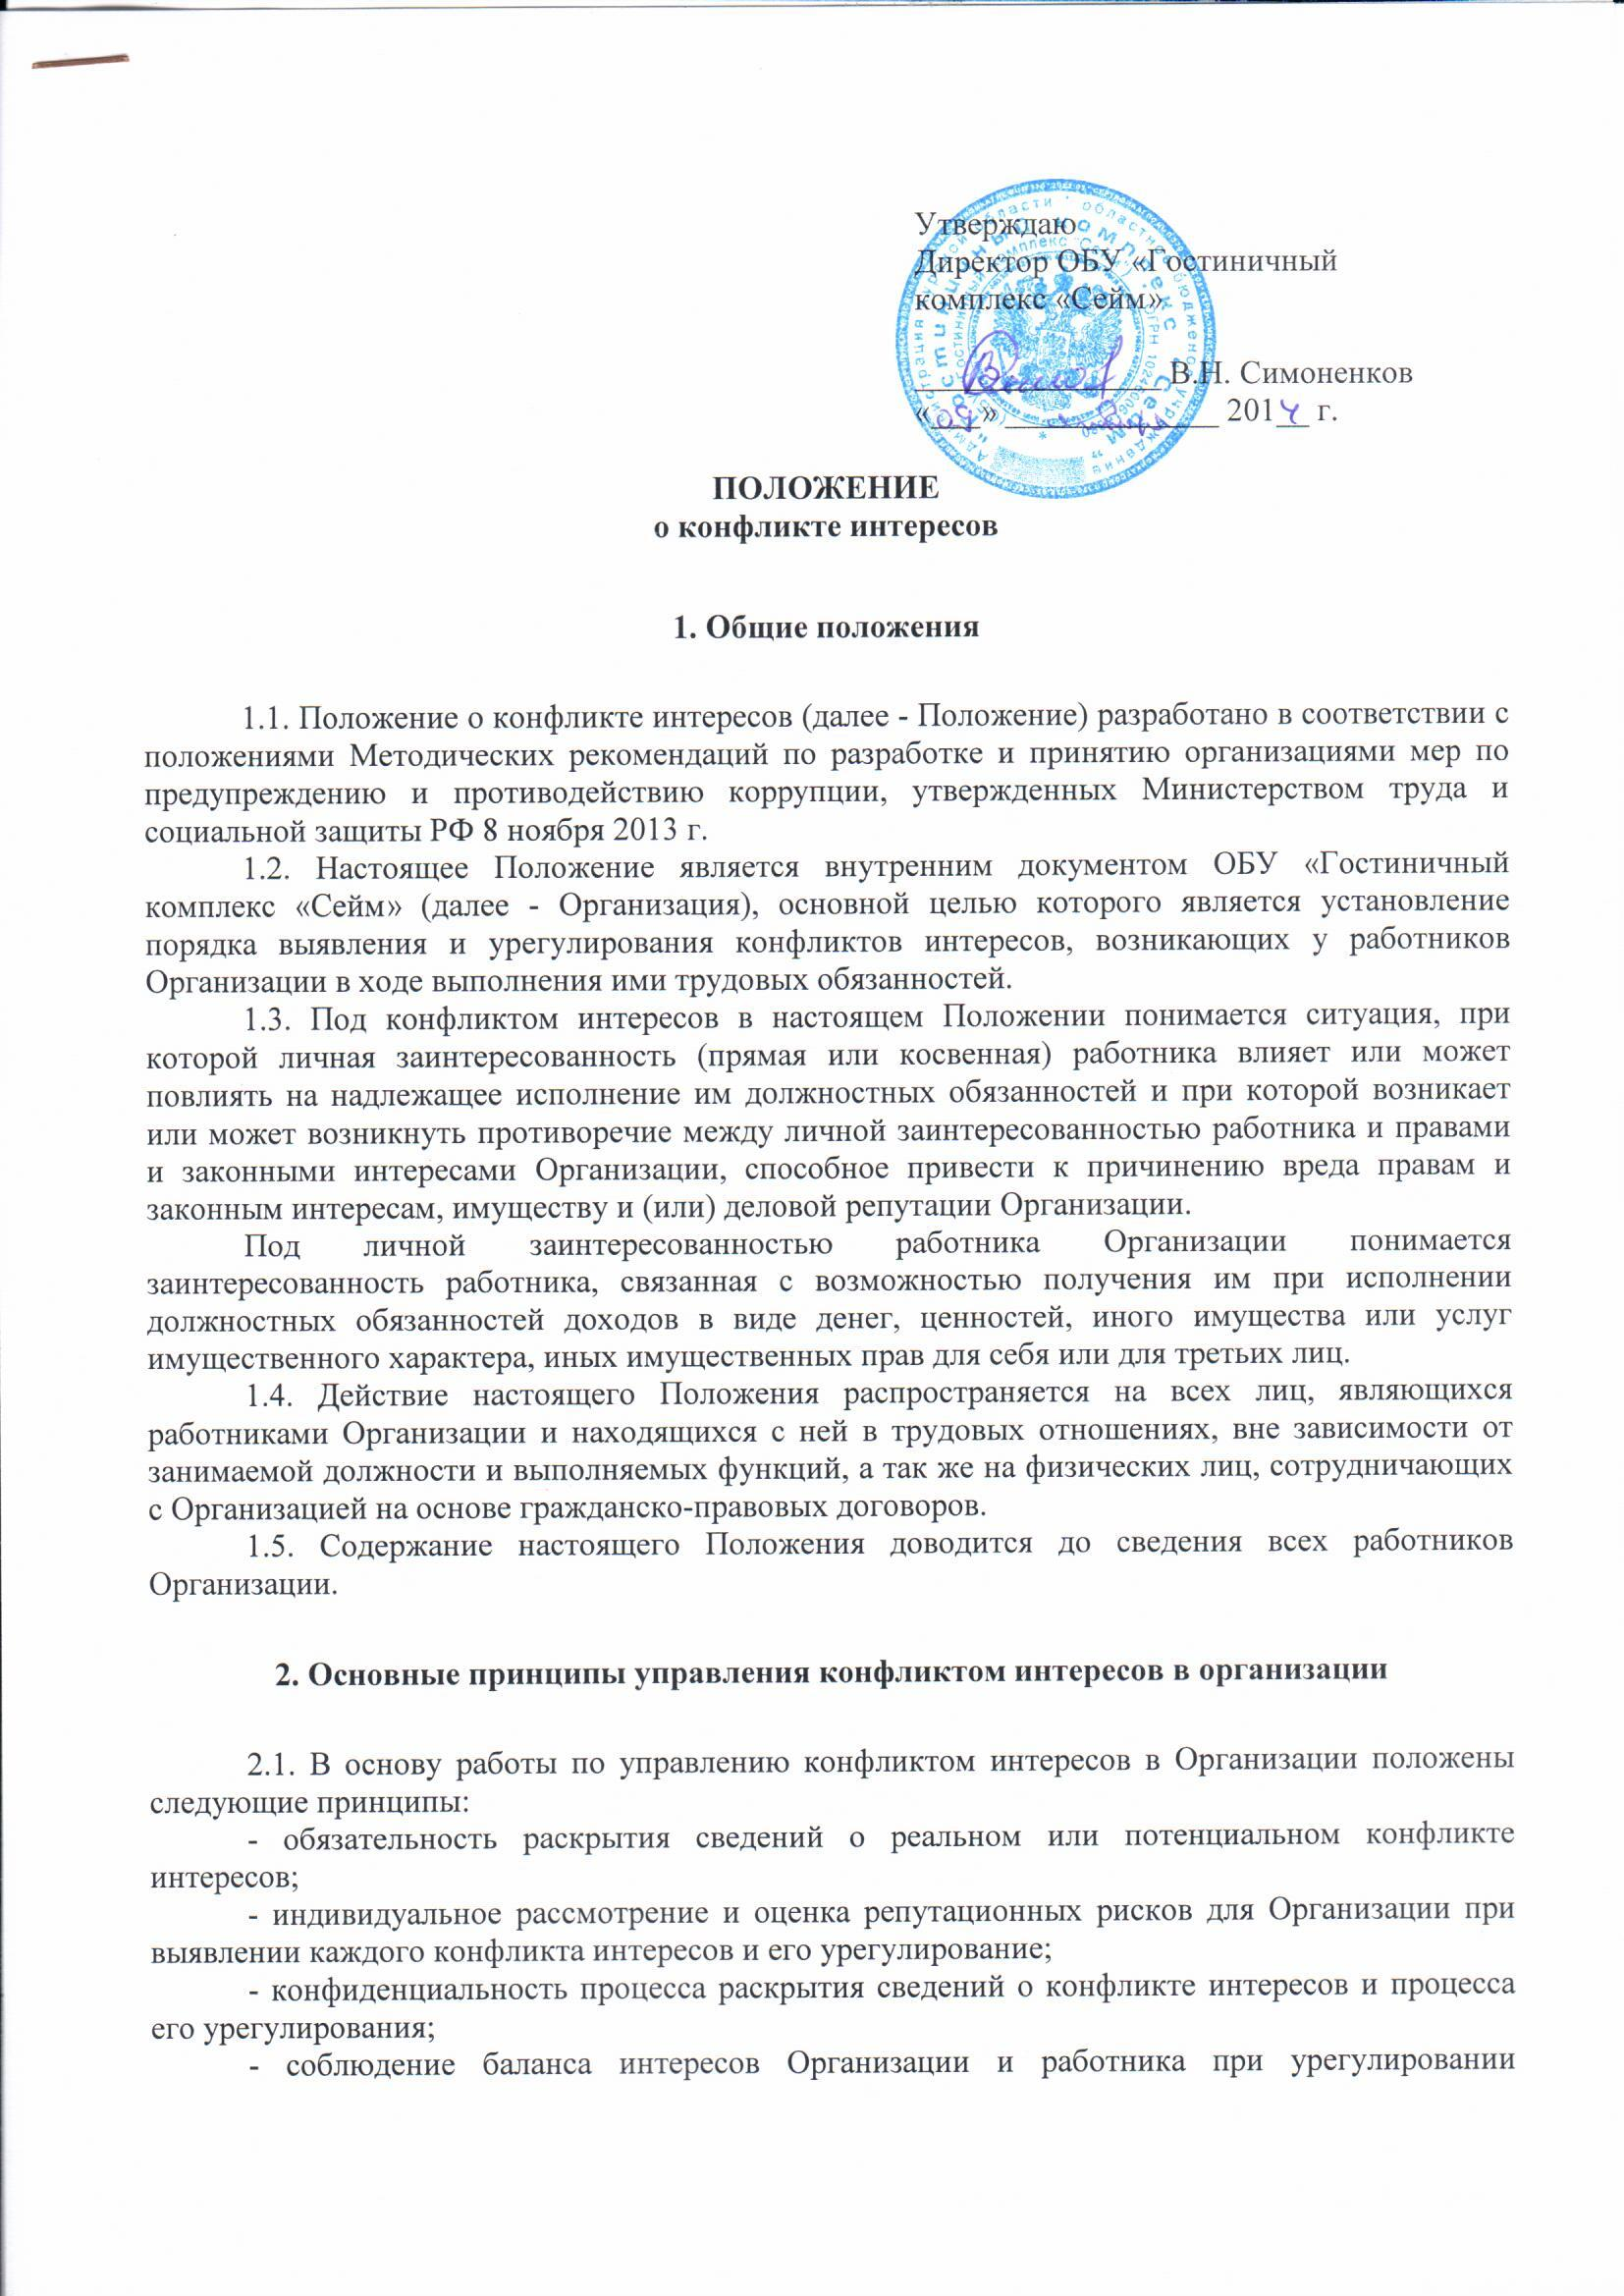 Утверждаю
Директор ОБУ «Гостиничный
комплекс «Сейм»
В.Н. Симоненков
«09» 2014 г.
ПОЛОЖЕНИЕ
о конфликте интересов
1. Общие положения
1.1. Положение о конфликте интересов (далее - Положение) разработано в соответствии с
положениями Методических рекомендаций по разработке и принятию организациями мер по
предупреждению и противодействию коррупции, утвержденных Министерством труда и
социальной защиты РФ 8 ноября 2013 г.
1.2. Настоящее Положение является внутренним документом ОБУ «Гостиничный
комплекс «Сейм» (далее - Организация), основной целью которого является установление
порядка выявления и урегулирования конфликтов интересов, возникающих у работников
Организации в ходе выполнения ими трудовых обязанностей.
1.3. Под конфликтом интересов в настоящем Положении понимается ситуация, при
которой личная заинтересованность (прямая или косвенная) работника влияет или может
повлиять на надлежащее исполнение им должностных обязанностей и при которой возникает
или может возникнуть противоречие между личной заинтересованностью работника и правами
и законными интересами Организации, способное привести к причинению вреда правам и
законным интересам, имуществу и (или) деловой репутации Организации.
Под личной заинтересованностью работника Организации понимается
заинтересованность работника, связанная с возможностью получения им при исполнении
должностных обязанностей доходов в виде денег, ценностей, иного имущества или услуг
имущественного характера, иных имущественных прав для себя или для третьих лиц.
1.4. Действие настоящего Положения распространяется на всех лиц, являющихся
работниками Организации и находящихся с ней в трудовых отношениях, вне зависимости от
занимаемой должности и выполняемых функций, а так же на физических лиц, сотрудничающих
с Организацией на основе гражданско-правовых договоров.
1.5. Содержание настоящего Положения доводится до сведения всех работников
Организации.
2. Основные принципы управления конфликтом интересов в организации
2.1. В основу работы по управлению конфликтом интересов в Организации положены
следующие принципы:
- обязательность раскрытия сведений о реальном или потенциальном конфликте
интересов;
- индивидуальное рассмотрение и оценка репутационных рисков для Организации при
выявлении каждого конфликта интересов и его урегулирование;
- конфиденциальность процесса раскрытия сведений о конфликте интересов и процесса
его урегулирования;
- соблюдение баланса интересов Организации и работника при урегулировании